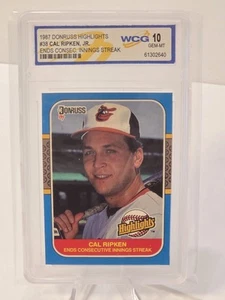 1987 DONRUSS HIGHLIGHTS
#38 CAL RIPKEN, JR.
ENDS CONSEC INNINGS STREAK
WCG 10
GEM MT
61302640
DONRUSS
Highlights
CAL RIPKEN
ENDS CONSECUTIVE INNINGS STREAK